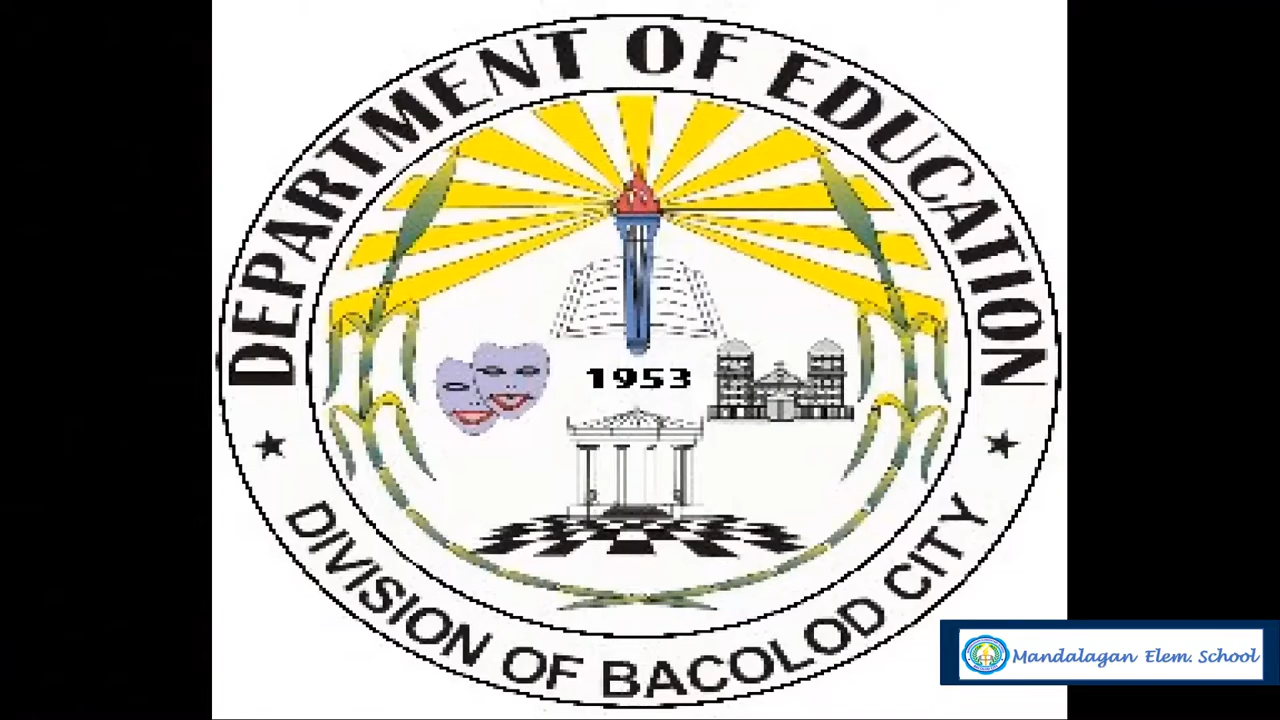 DEPARTMENT OF EDUCATION
1953
DIVISION OF BACOLOD CITY
Mandalagan Elem. School